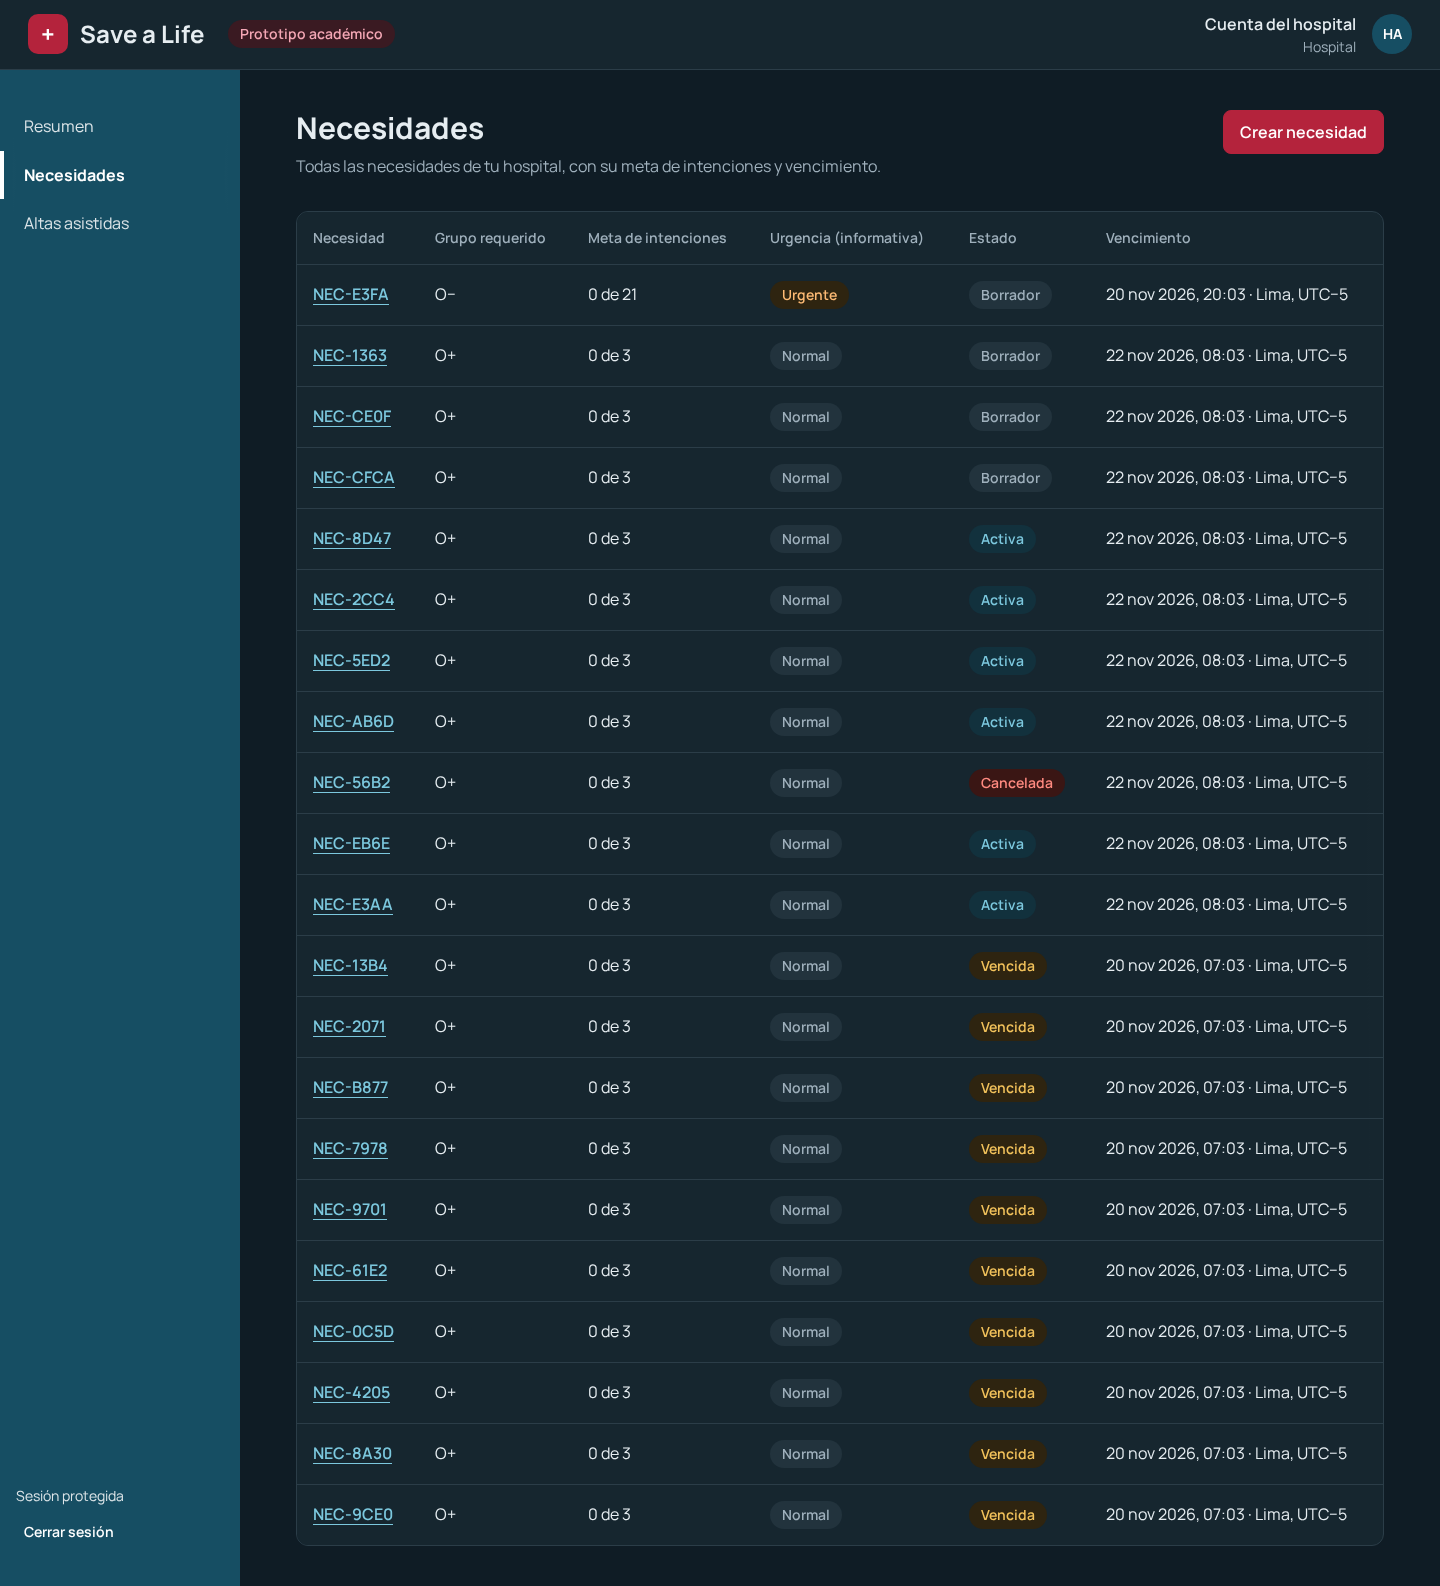 + Save a Life Prototipo académico
Cuenta del hospital
Hospital
HA
Resumen
Necesidades
Altas asistidas
Sesión protegida
Cerrar sesión
Necesidades
Todas las necesidades de tu hospital, con su meta de intenciones y vencimiento.
Crear necesidad
Necesidad Grupo requerido Meta de intenciones Urgencia (informativa) Estado Vencimiento
NEC-E3FA O− 0 de 21 Urgente Borrador 20 nov 2026, 20:03 · Lima, UTC−5
NEC-1363 O+ 0 de 3 Normal Borrador 22 nov 2026, 08:03 · Lima, UTC−5
NEC-CE0F O+ 0 de 3 Normal Borrador 22 nov 2026, 08:03 · Lima, UTC−5
NEC-CFCA O+ 0 de 3 Normal Borrador 22 nov 2026, 08:03 · Lima, UTC−5
NEC-8D47 O+ 0 de 3 Normal Activa 22 nov 2026, 08:03 · Lima, UTC−5
NEC-2CC4 O+ 0 de 3 Normal Activa 22 nov 2026, 08:03 · Lima, UTC−5
NEC-5ED2 O+ 0 de 3 Normal Activa 22 nov 2026, 08:03 · Lima, UTC−5
NEC-AB6D O+ 0 de 3 Normal Activa 22 nov 2026, 08:03 · Lima, UTC−5
NEC-56B2 O+ 0 de 3 Normal Cancelada 22 nov 2026, 08:03 · Lima, UTC−5
NEC-EB6E O+ 0 de 3 Normal Activa 22 nov 2026, 08:03 · Lima, UTC−5
NEC-E3AA O+ 0 de 3 Normal Activa 22 nov 2026, 08:03 · Lima, UTC−5
NEC-13B4 O+ 0 de 3 Normal Vencida 20 nov 2026, 07:03 · Lima, UTC−5
NEC-2071 O+ 0 de 3 Normal Vencida 20 nov 2026, 07:03 · Lima, UTC−5
NEC-B877 O+ 0 de 3 Normal Vencida 20 nov 2026, 07:03 · Lima, UTC−5
NEC-7978 O+ 0 de 3 Normal Vencida 20 nov 2026, 07:03 · Lima, UTC−5
NEC-9701 O+ 0 de 3 Normal Vencida 20 nov 2026, 07:03 · Lima, UTC−5
NEC-61E2 O+ 0 de 3 Normal Vencida 20 nov 2026, 07:03 · Lima, UTC−5
NEC-0C5D O+ 0 de 3 Normal Vencida 20 nov 2026, 07:03 · Lima, UTC−5
NEC-4205 O+ 0 de 3 Normal Vencida 20 nov 2026, 07:03 · Lima, UTC−5
NEC-8A30 O+ 0 de 3 Normal Vencida 20 nov 2026, 07:03 · Lima, UTC−5
NEC-9CE0 O+ 0 de 3 Normal Vencida 20 nov 2026, 07:03 · Lima, UTC−5